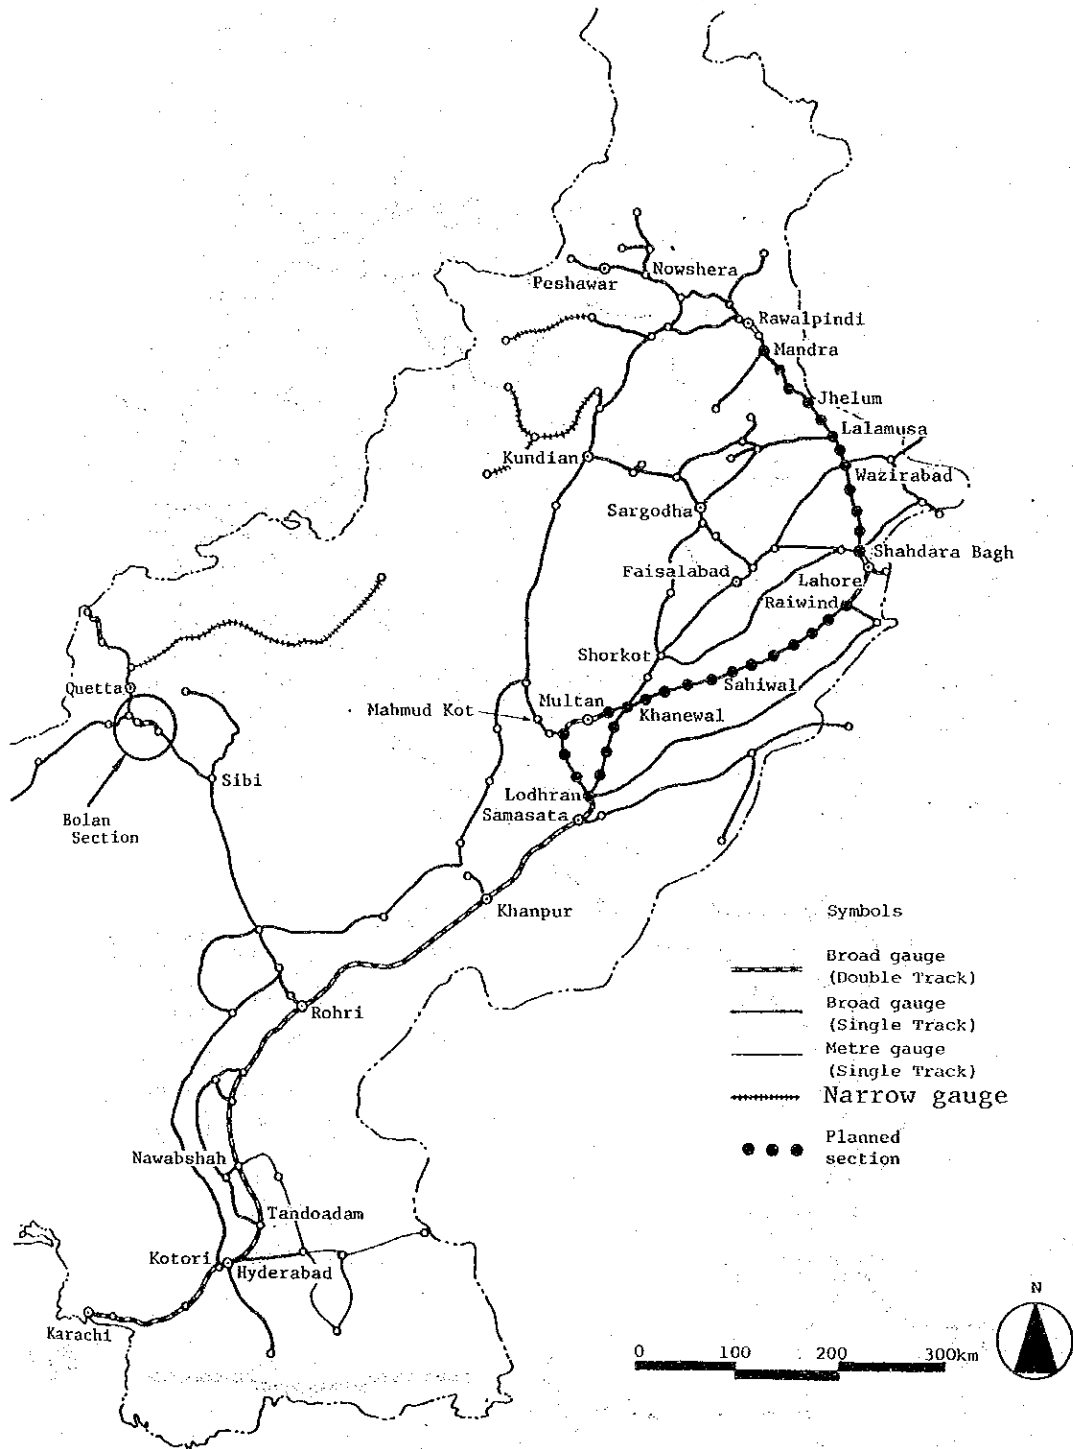 Nowshera
Peshawar
Rawalpindi
Mandra
Jhelum
Lalamusa
Kundian
Wazirabad
Sargodha
Shahdara Bagh
Faisalabad
Lahore
Raiwind
Shorkot
Sahiwal
Quetta
Multan
Mahmud Kot
Khanewal
Sibi
Lodhran
Samasata
Bolan
Section
Khanpur
Rohri
Nawabshah
Tandoadam
Kotori
Hyderabad
Karachi
Symbols
Broad gauge
(Double Track)
Broad gauge
(Single Track)
Metre gauge
(Single Track)
Narrow gauge
Planned
section
N
0 100 200 300km